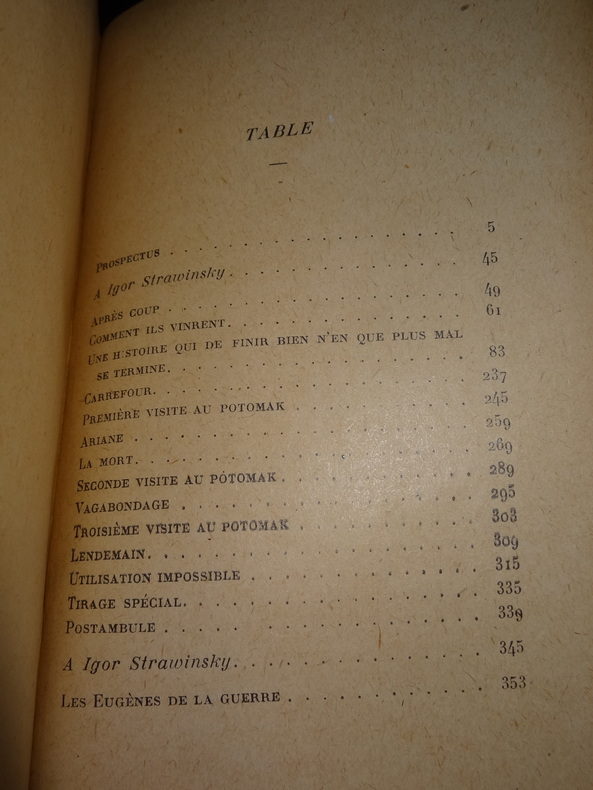 TABLE
PROSPECTUS . . . . . . . . . . . . . . . . . 5
A Igor Strawinsky . . . . . . . . . . . . . . 45
APRÈS COUP . . . . . . . . . . . . . . . . . 49
COMMENT ILS VINRENT . . . . . . . . . . . . . . 61
UNE HISTOIRE QUI DE FINIR BIEN N'EN QUE PLUS MAL
SE TERMINE . . . . . . . . . . . . . . . . . 83
CARREFOUR . . . . . . . . . . . . . . . . . 237
PREMIÈRE VISITE AU POTOMAK . . . . . . . . . . 245
ARIANE . . . . . . . . . . . . . . . . . . 259
LA MORT . . . . . . . . . . . . . . . . . . 269
SECONDE VISITE AU POTOMAK . . . . . . . . . . 289
VAGABONDAGE . . . . . . . . . . . . . . . . 295
TROISIÈME VISITE AU POTOMAK . . . . . . . . . . 303
LENDEMAIN . . . . . . . . . . . . . . . . . 309
UTILISATION IMPOSSIBLE . . . . . . . . . . . . 315
TIRAGE SPÉCIAL . . . . . . . . . . . . . . . 335
POSTAMBULE . . . . . . . . . . . . . . . . 339
A Igor Strawinsky . . . . . . . . . . . . . . 345
LES EUGÈNES DE LA GUERRE . . . . . . . . . . . 353